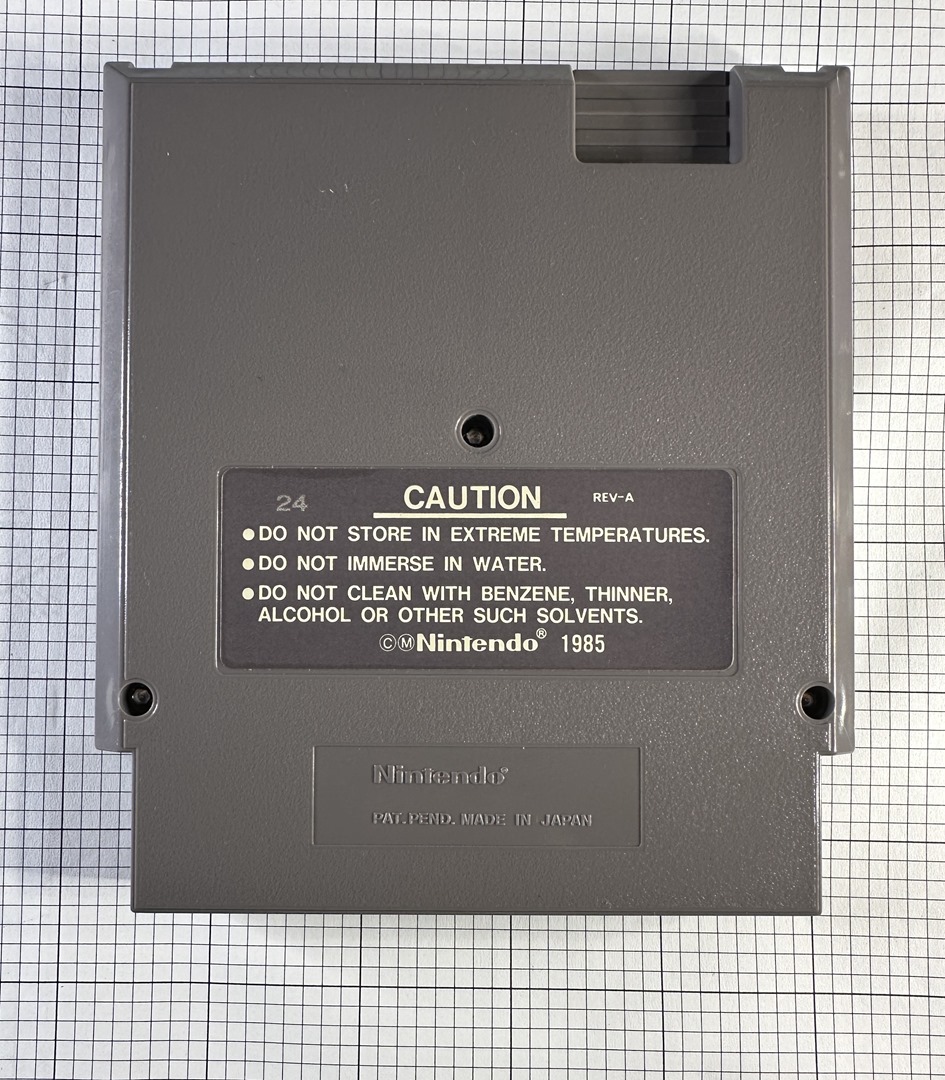 24 CAUTION REV-A
●DO NOT STORE IN EXTREME TEMPERATURES.
●DO NOT IMMERSE IN WATER.
●DO NOT CLEAN WITH BENZENE, THINNER,
ALCOHOL OR OTHER SUCH SOLVENTS.
©ⓂNintendo® 1985
Nintendo®
PAT.PEND. MADE IN JAPAN